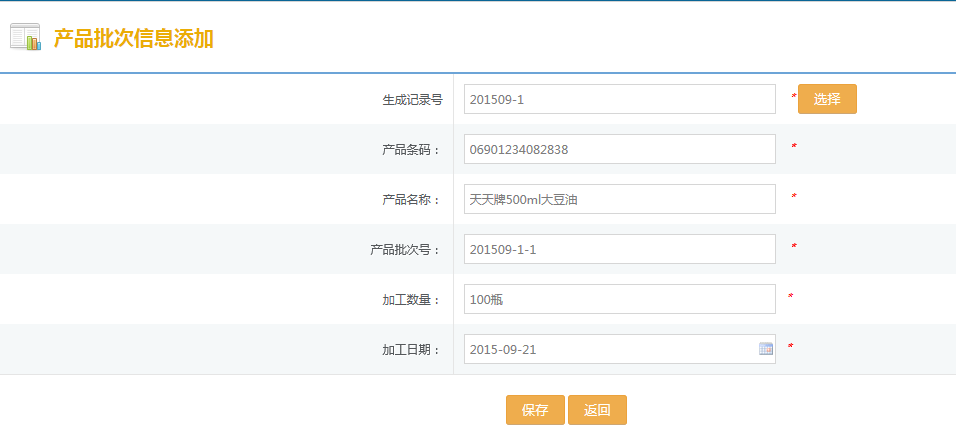 产品批次信息添加
生成记录号 201509-1 * 选择
产品条码： 06901234082838 *
产品名称： 天天牌500ml大豆油 *
产品批次号： 201509-1-1 *
加工数量： 100瓶 *
加工日期： 2015-09-21 *
保存 返回